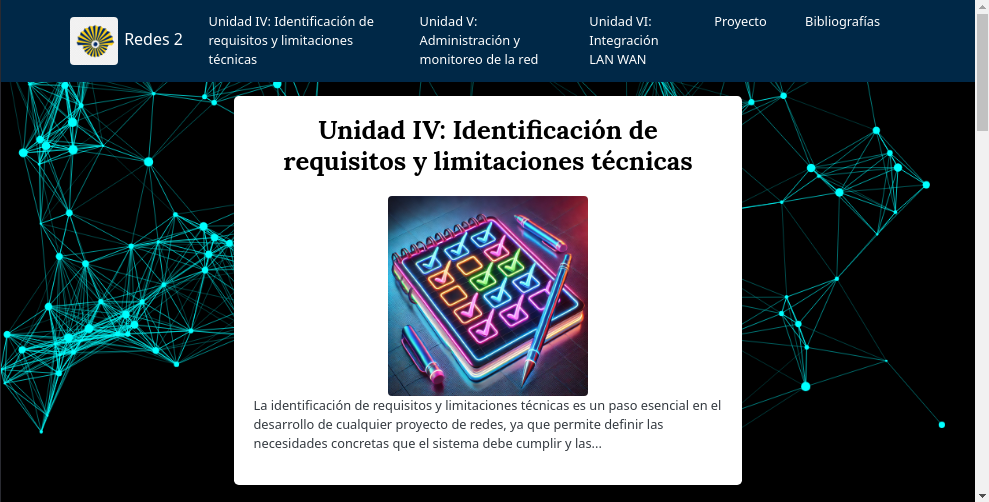 Redes 2
Unidad IV: Identificación de
requisitos y limitaciones
técnicas
Unidad V:
Administración y
monitoreo de la red
Unidad VI:
Integración
LAN WAN
Proyecto
Bibliografías
Unidad IV: Identificación de
requisitos y limitaciones técnicas
La identificación de requisitos y limitaciones técnicas es un paso esencial en el
desarrollo de cualquier proyecto de redes, ya que permite definir las
necesidades concretas que el sistema debe cumplir y las...